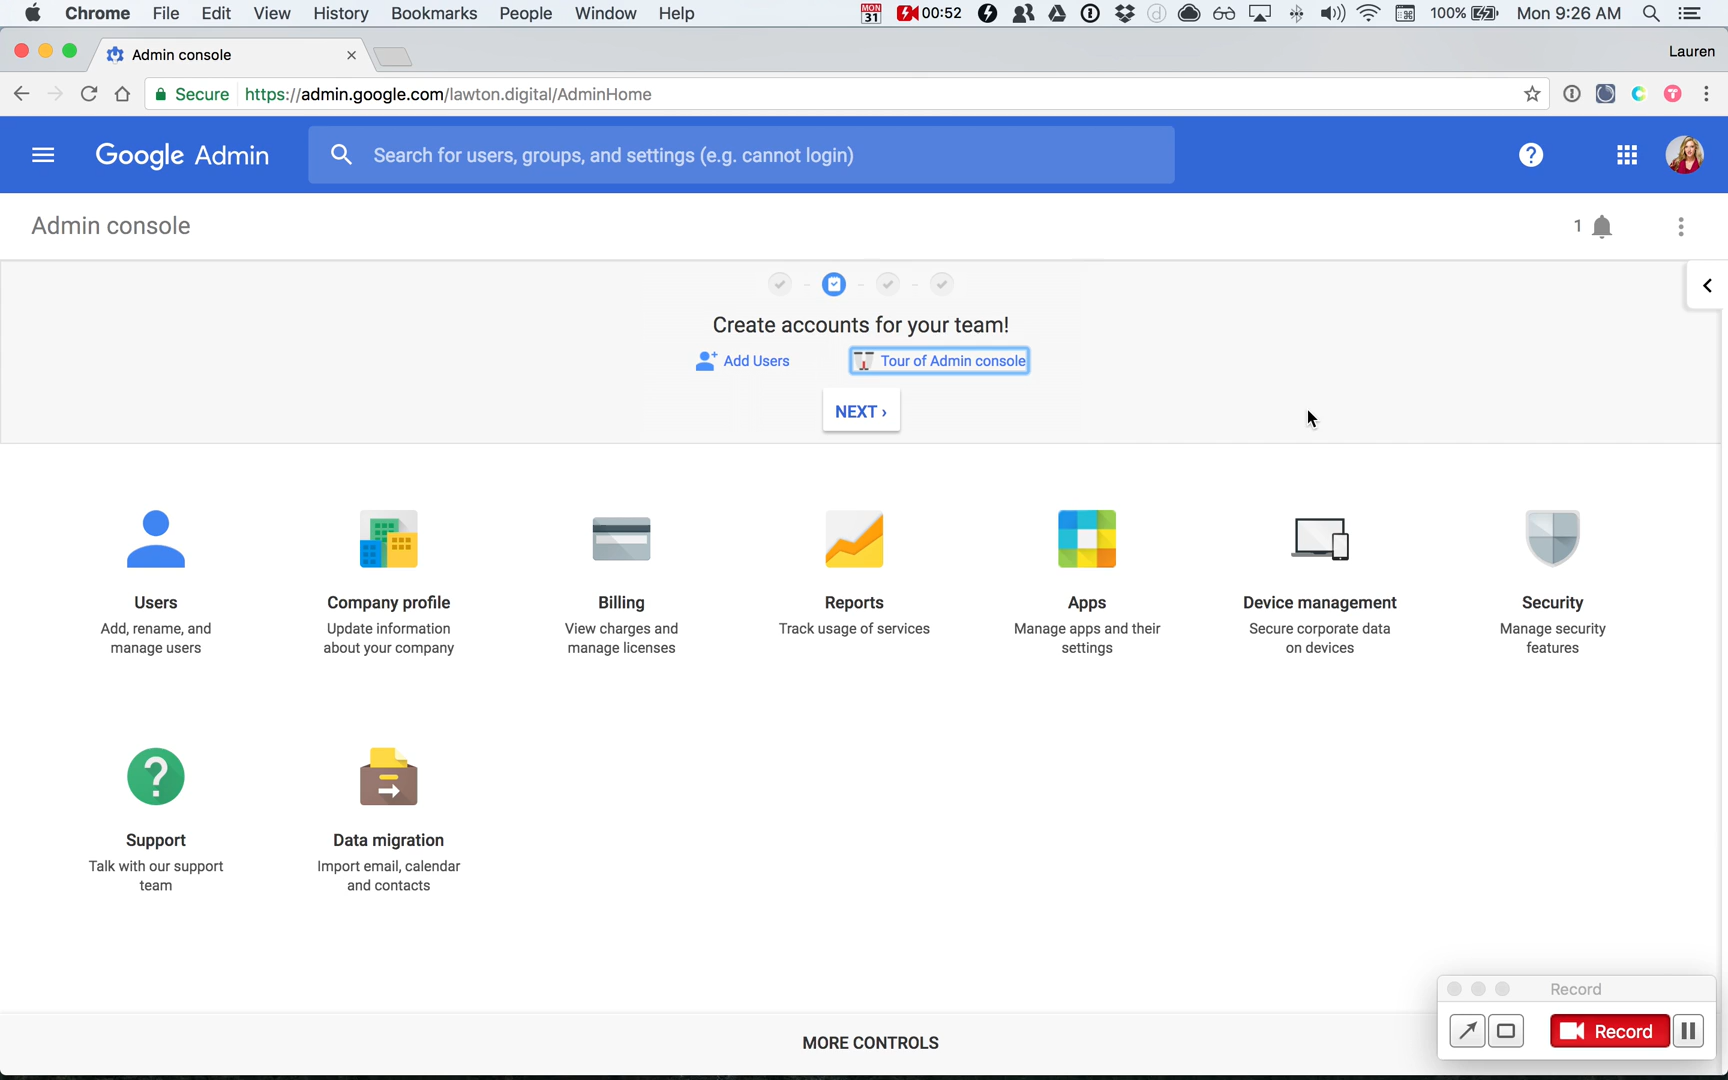 Chrome File Edit View History Bookmarks People Window Help MON 31 00:52 100% Mon 9:26 AM
Admin console Lauren
Secure https://admin.google.com/lawton.digital/AdminHome
Google Admin Search for users, groups, and settings (e.g. cannot login)
Admin console 1
Create accounts for your team!
Add Users Tour of Admin console
NEXT ›
Users Company profile Billing Reports Apps Device management Security
Add, rename, and Update information View charges and Track usage of services Manage apps and their Secure corporate data Manage security
manage users about your company manage licenses settings on devices features
Support Data migration
Talk with our support Import email, calendar
team and contacts
Record
Record
MORE CONTROLS